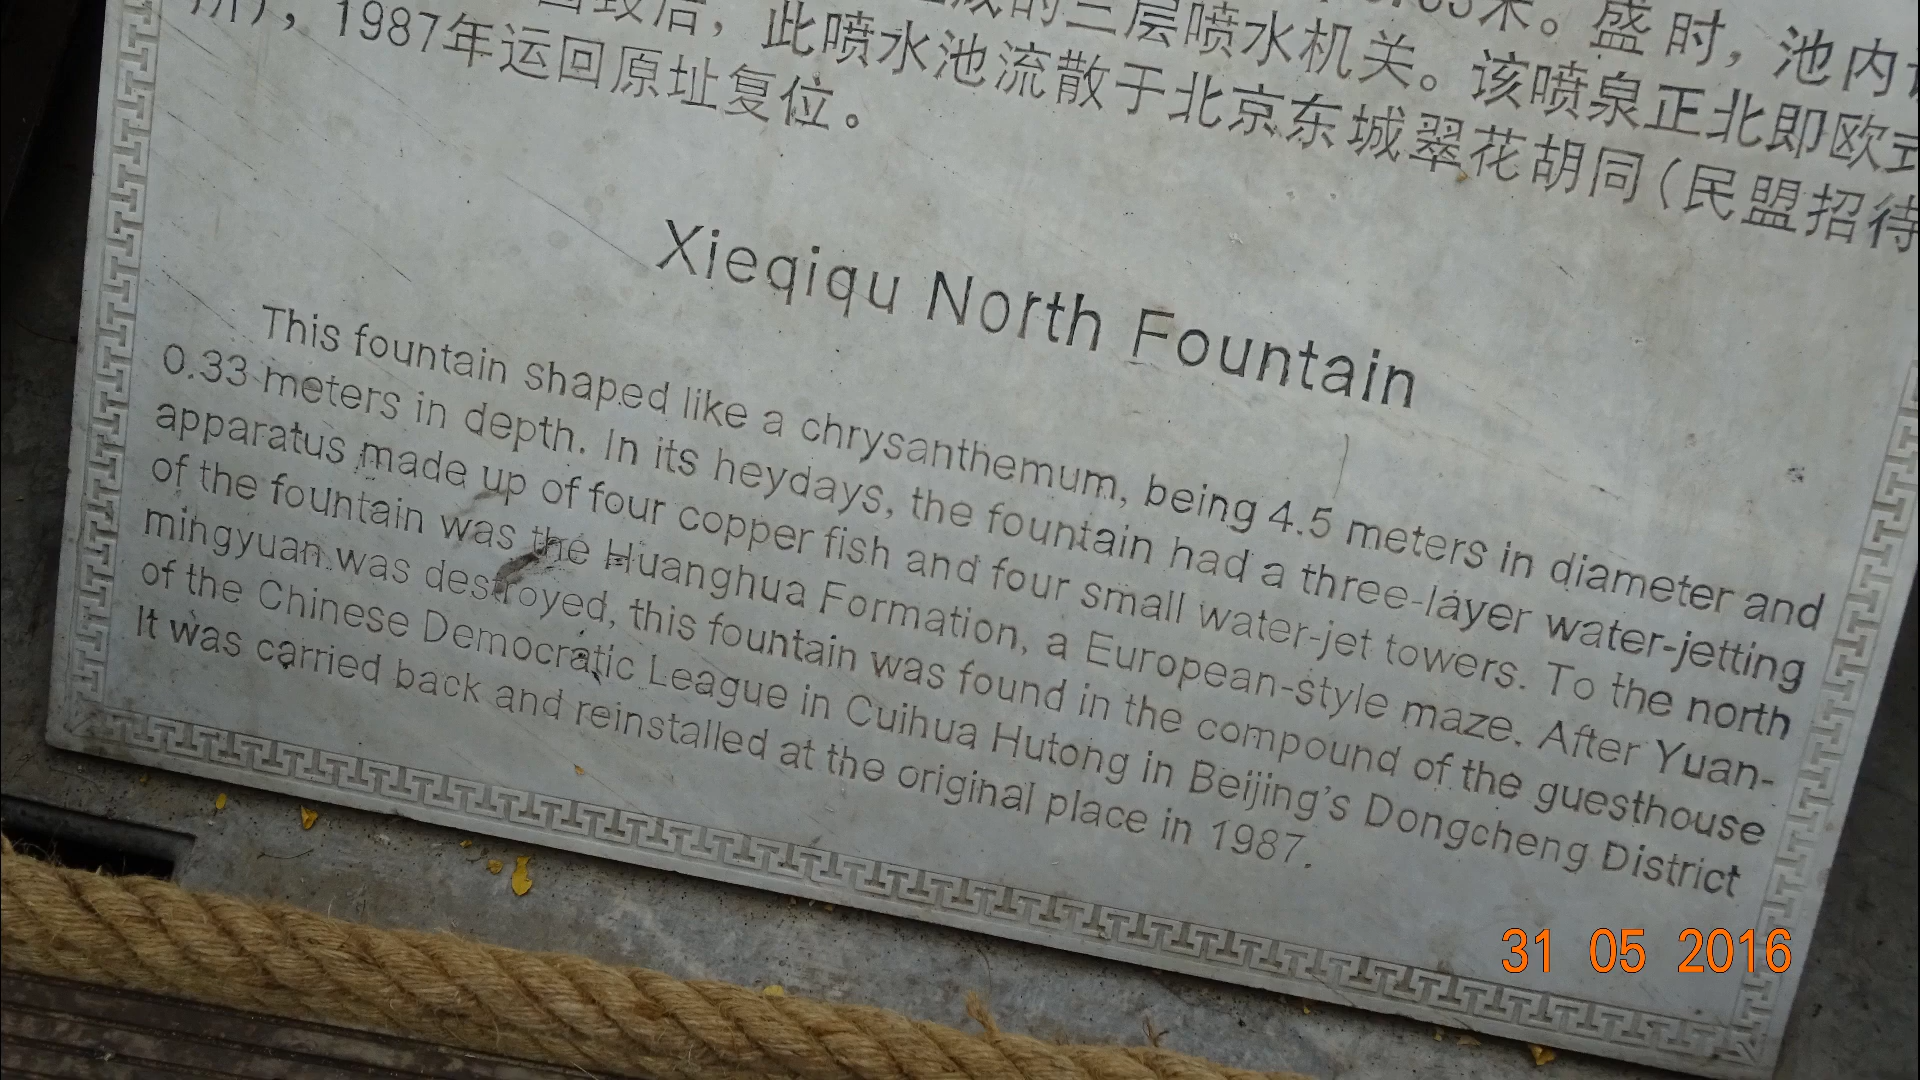 米。盛时，池内
成的三层喷水机关。该喷泉正北即欧式
毁后，此喷水池流散于北京东城翠花胡同（民盟招待
所），1987年运回原址复位。
Xieqiqu North Fountain
This fountain shaped like a chrysanthemum, being 4.5 meters in diameter and
0.33 meters in depth. In its heydays, the fountain had a three-layer water-jetting
apparatus made up of four copper fish and four small water-jet towers. To the north
of the fountain was the Huanghua Formation, a European-style maze. After Yuan-
mingyuan was destroyed, this fountain was found in the compound of the guesthouse
of the Chinese Democratic League in Cuihua Hutong in Beijing's Dongcheng District
It was carried back and reinstalled at the original place in 1987.
31 05 2016